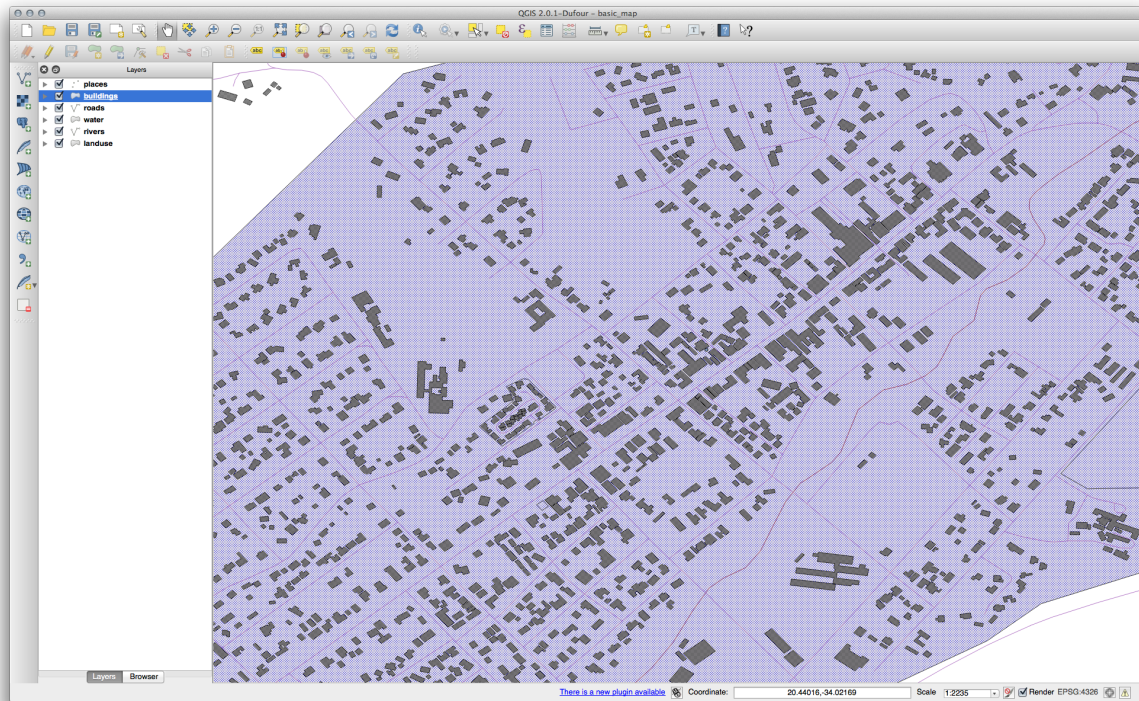 QGIS 2.0.1-Dufour – basic_map
Layers
places
buildings
roads
water
rivers
landuse
Layers Browser
There is a new plugin available Coordinate: 20.44016,-34.02169 Scale 1:2235 Render EPSG:4326